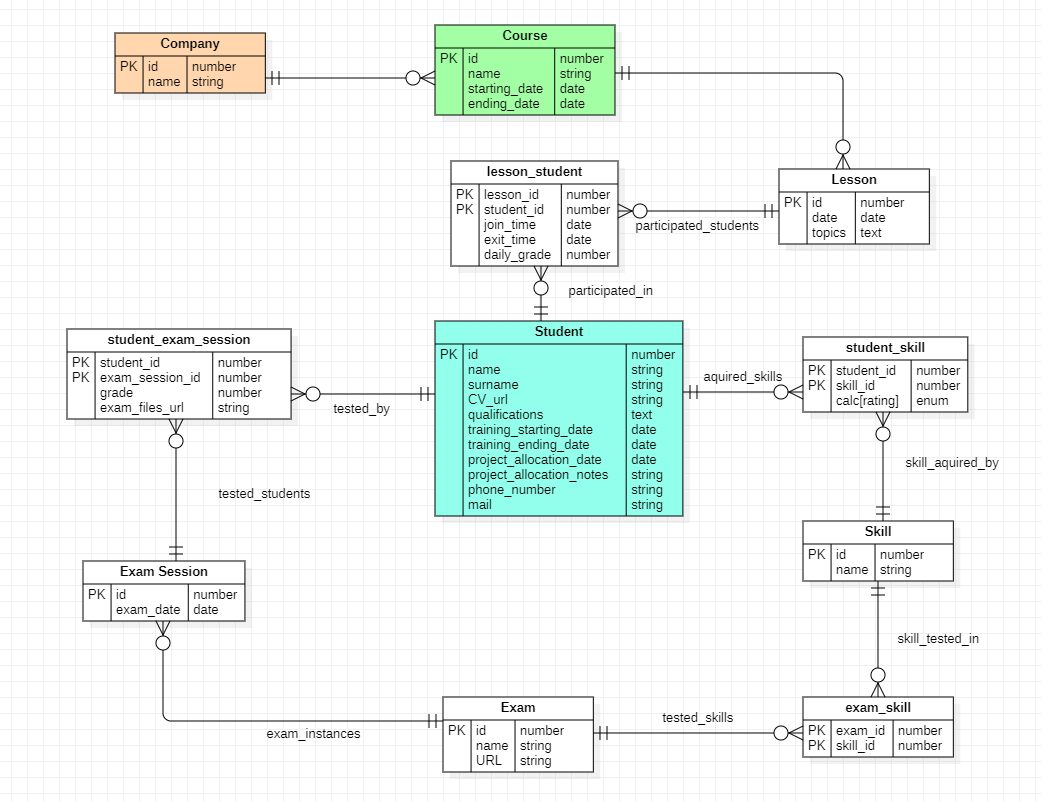 Company
PK id number
name string
Course
PK id number
name string
starting_date date
ending_date date
lesson_student
PK lesson_id number
PK student_id number
join_time date
exit_time date
daily_grade number
participated_students
Lesson
PK id number
date date
topics text
participated_in
student_exam_session
PK student_id number
PK exam_session_id number
grade number
exam_files_url string
tested_by
Student
PK id number
name string
surname string
CV_url string
qualifications text
training_starting_date date
training_ending_date date
project_allocation_date date
project_allocation_notes string
phone_number string
mail string
aquired_skills
student_skill
PK student_id number
PK skill_id number
calc[rating] enum
skill_aquired_by
tested_students
Skill
PK id number
name string
Exam Session
PK id number
exam_date date
skill_tested_in
exam_instances
Exam
PK id number
name string
URL string
tested_skills
exam_skill
PK exam_id number
PK skill_id number